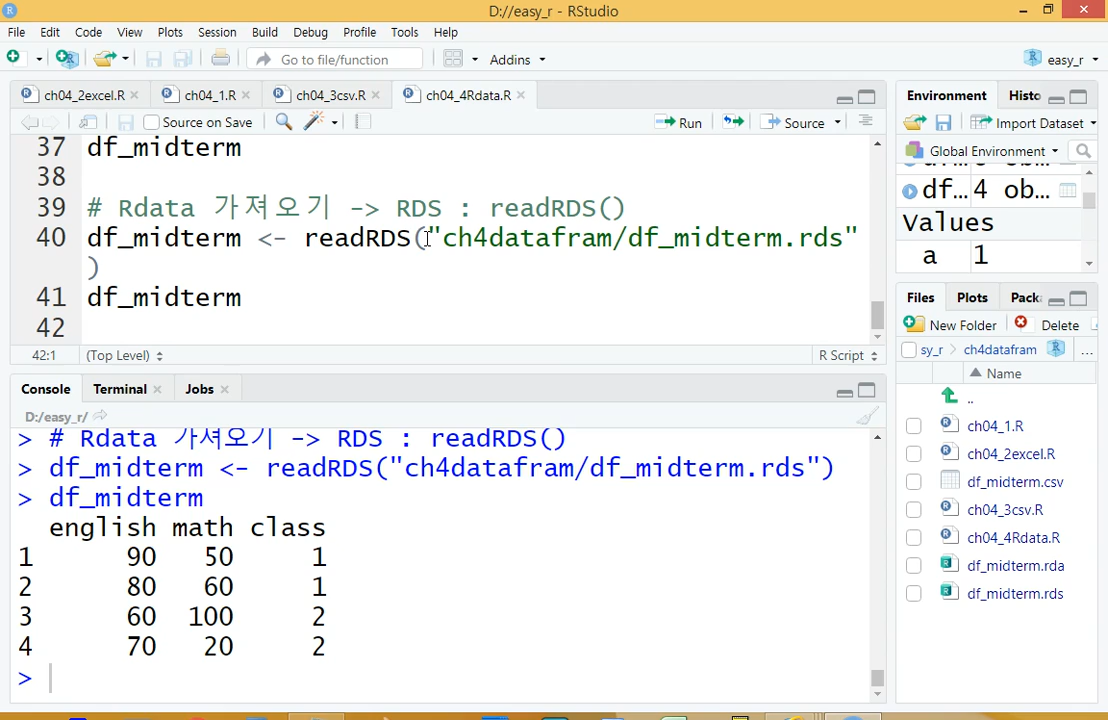 D://easy_r - RStudio
File Edit Code View Plots Session Build Debug Profile Tools Help
Go to file/function Addins easy_r
ch04_2excel.R ch04_1.R ch04_3csv.R ch04_4Rdata.R
Source on Save Run Source
37 df_midterm
38
39 # Rdata 가져오기 -> RDS : readRDS()
40 df_midterm <- readRDS("ch4datafram/df_midterm.rds"
)
41 df_midterm
42
42:1 (Top Level) R Script
Console Terminal Jobs
D:/easy_r/
> # Rdata 가져오기 -> RDS : readRDS()
> df_midterm <- readRDS("ch4datafram/df_midterm.rds")
> df_midterm
english math class
1 90 50 1
2 80 60 1
3 60 100 2
4 70 20 2
>
Environment Histo
Import Dataset
Global Environment
df... 4 ob...
Values
a 1
Files Plots Packa
New Folder Delete
sy_r ch4datafram ...
Name
..
ch04_1.R
ch04_2excel.R
df_midterm.csv
ch04_3csv.R
ch04_4Rdata.R
df_midterm.rda
df_midterm.rds